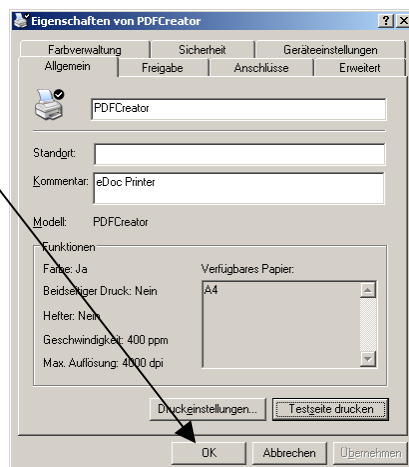 Eigenschaften von PDFCreator
Farbverwaltung Sicherheit Geräteeinstellungen
Allgemein Freigabe Anschlüsse Erweitert
PDFCreator
Standort:
Kommentar: eDoc Printer
Modell: PDFCreator
Funktionen
Farbe: Ja Verfügbares Papier:
Beidseitiger Druck: Nein A4
Hefter: Nein
Geschwindigkeit: 400 ppm
Max. Auflösung: 4000 dpi
Druckeinstellungen... Testseite drucken
OK Abbrechen Übernehmen